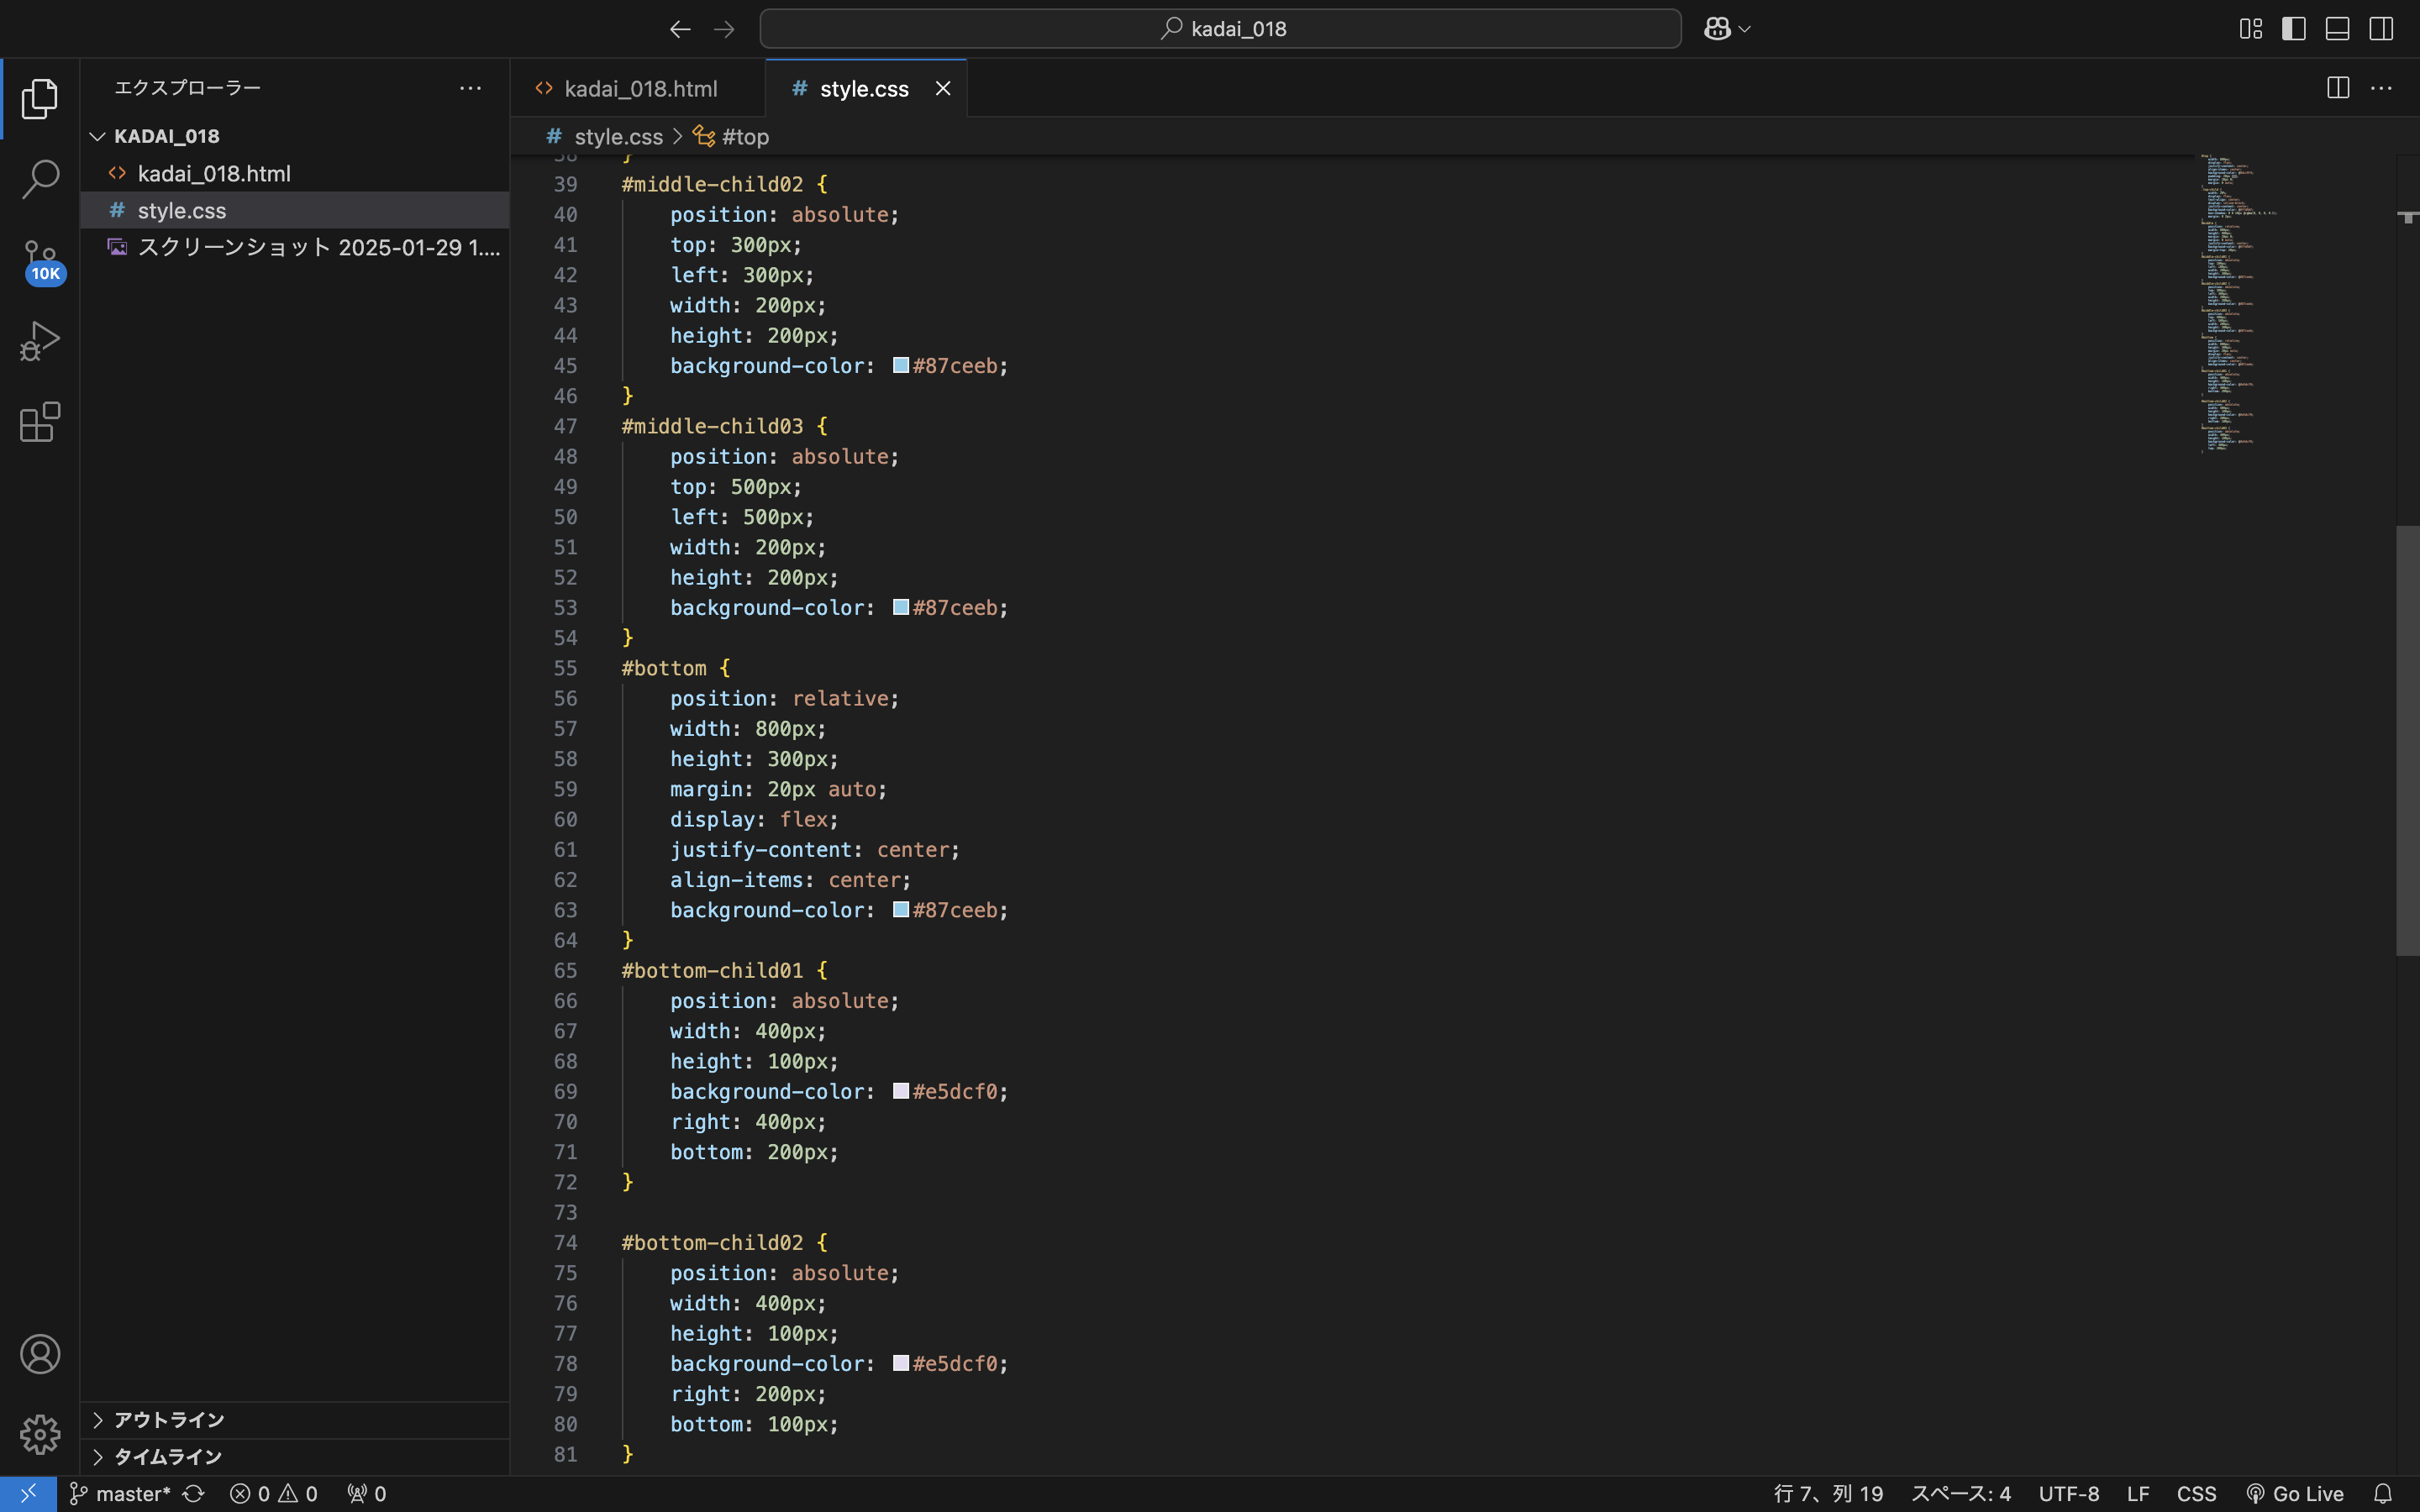 kadai_018
エクスプローラー
KADAI_018
kadai_018.html
style.css
スクリーンショット 2025-01-29 1....
10K
アウトライン
タイムライン
kadai_018.html
# style.css
# style.css > #top
38 }
39 #middle-child02 {
40 position: absolute;
41 top: 300px;
42 left: 300px;
43 width: 200px;
44 height: 200px;
45 background-color: #87ceeb;
46 }
47 #middle-child03 {
48 position: absolute;
49 top: 500px;
50 left: 500px;
51 width: 200px;
52 height: 200px;
53 background-color: #87ceeb;
54 }
55 #bottom {
56 position: relative;
57 width: 800px;
58 height: 300px;
59 margin: 20px auto;
60 display: flex;
61 justify-content: center;
62 align-items: center;
63 background-color: #87ceeb;
64 }
65 #bottom-child01 {
66 position: absolute;
67 width: 400px;
68 height: 100px;
69 background-color: #e5dcf0;
70 right: 400px;
71 bottom: 200px;
72 }
73
74 #bottom-child02 {
75 position: absolute;
76 width: 400px;
77 height: 100px;
78 background-color: #e5dcf0;
79 right: 200px;
80 bottom: 100px;
81 }
master* 0 0 0 行 7、列 19 スペース: 4 UTF-8 LF CSS Go Live